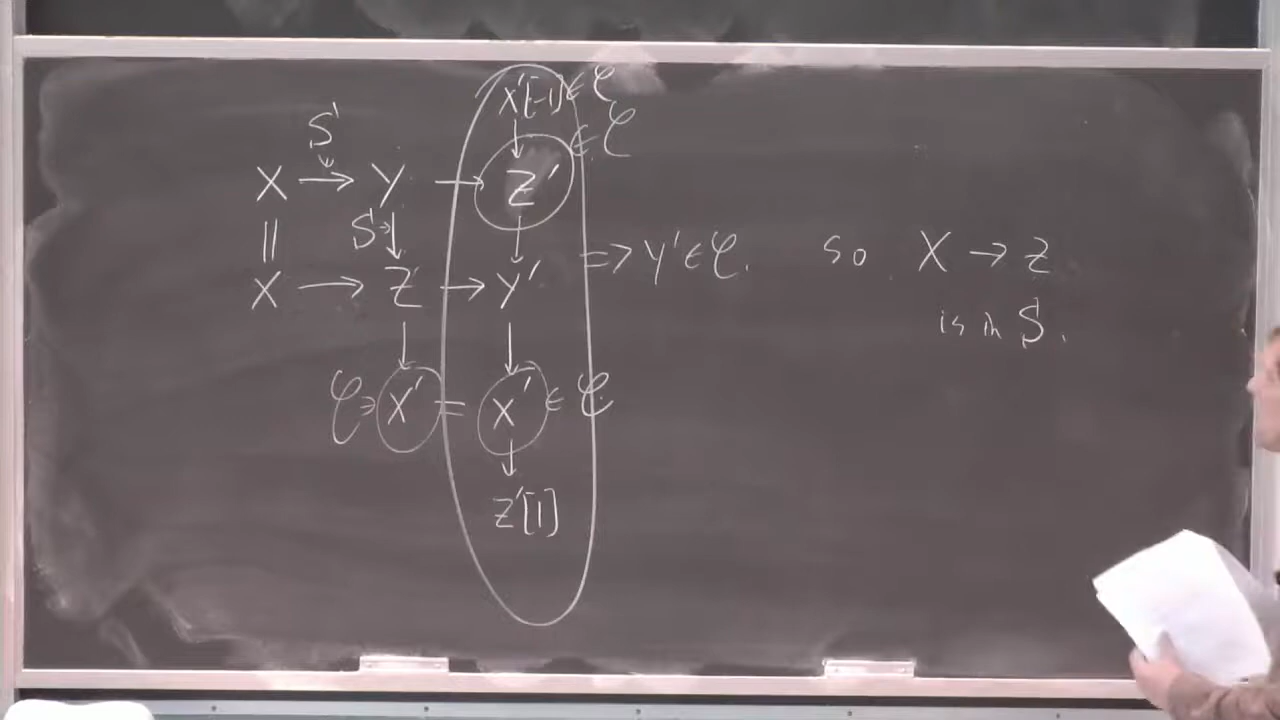 X'[-1] ∈ 𝒞
S
∈ 𝒞
X → Y → Z'
|| S
X → Z → Y' ⇒ Y' ∈ 𝒞. so X → Z
is in S.
𝒞 ∋ X' = X' ∈ 𝒞
Z'[1]